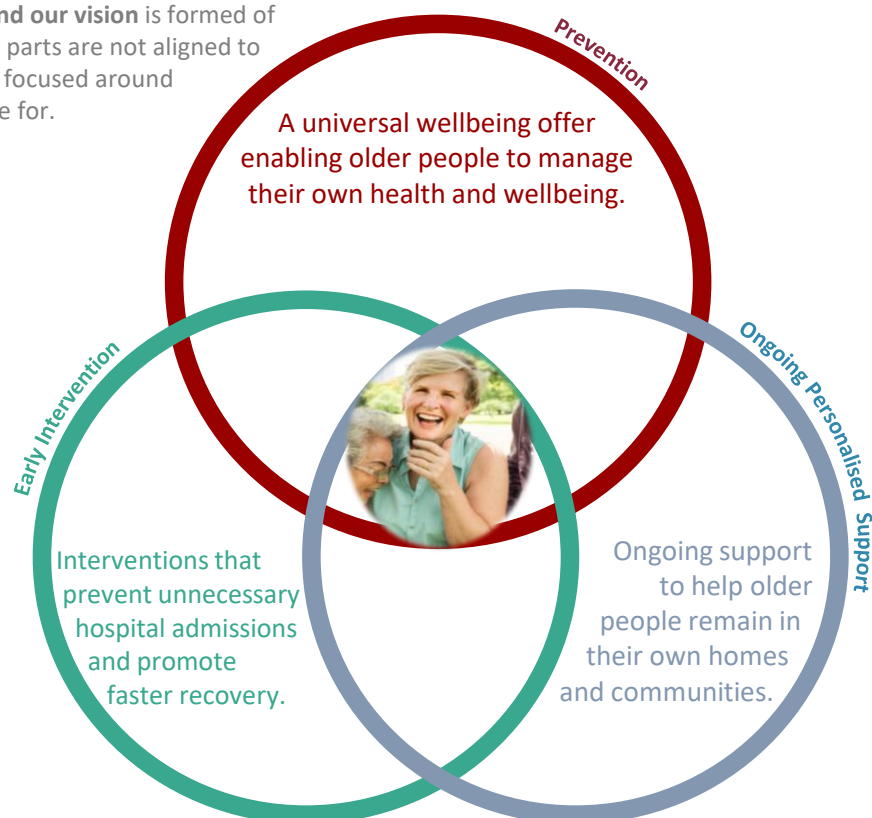 nd our vision is formed of
parts are not aligned to
focused around
e for.
Prevention
A universal wellbeing offer
enabling older people to manage
their own health and wellbeing.
Early Intervention
Ongoing Personalised Support
Interventions that
prevent unnecessary
hospital admissions
and promote
faster recovery.
Ongoing support
to help older
people remain in
their own homes
and communities.